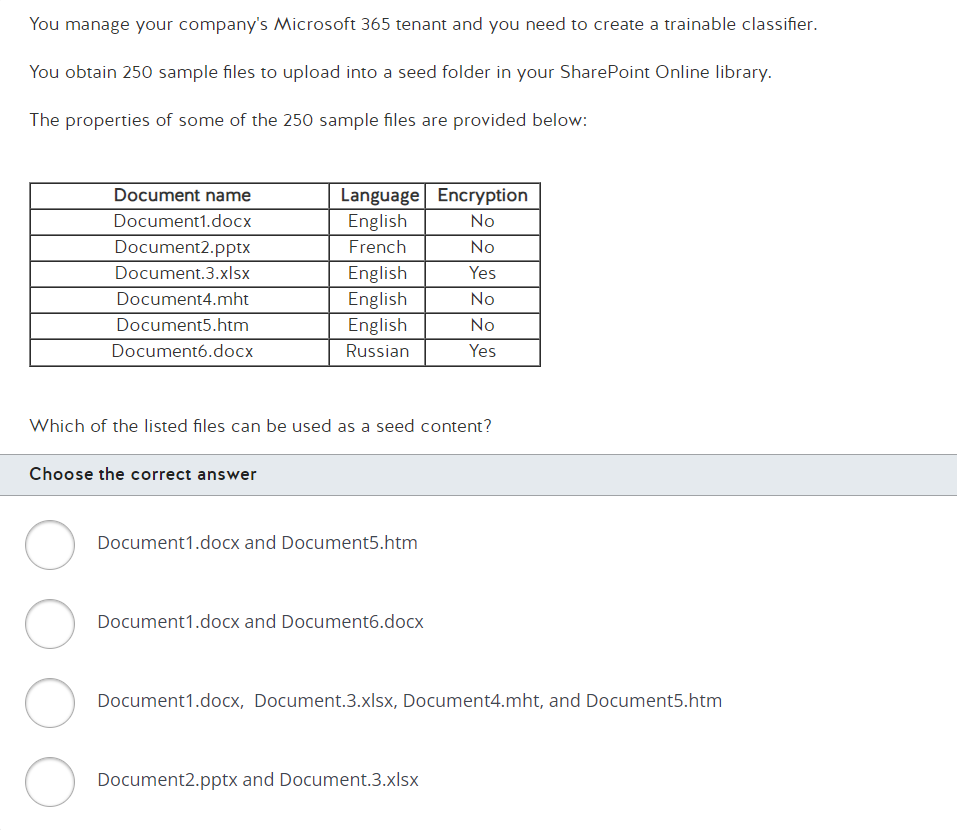 You manage your company's Microsoft 365 tenant and you need to create a trainable classifier.
You obtain 250 sample files to upload into a seed folder in your SharePoint Online library.
The properties of some of the 250 sample files are provided below:
Document name Language Encryption
Document1.docx English No
Document2.pptx French No
Document.3.xlsx English Yes
Document4.mht English No
Document5.htm English No
Document6.docx Russian Yes
Which of the listed files can be used as a seed content?
Choose the correct answer
Document1.docx and Document5.htm
Document1.docx and Document6.docx
Document1.docx, Document.3.xlsx, Document4.mht, and Document5.htm
Document2.pptx and Document.3.xlsx